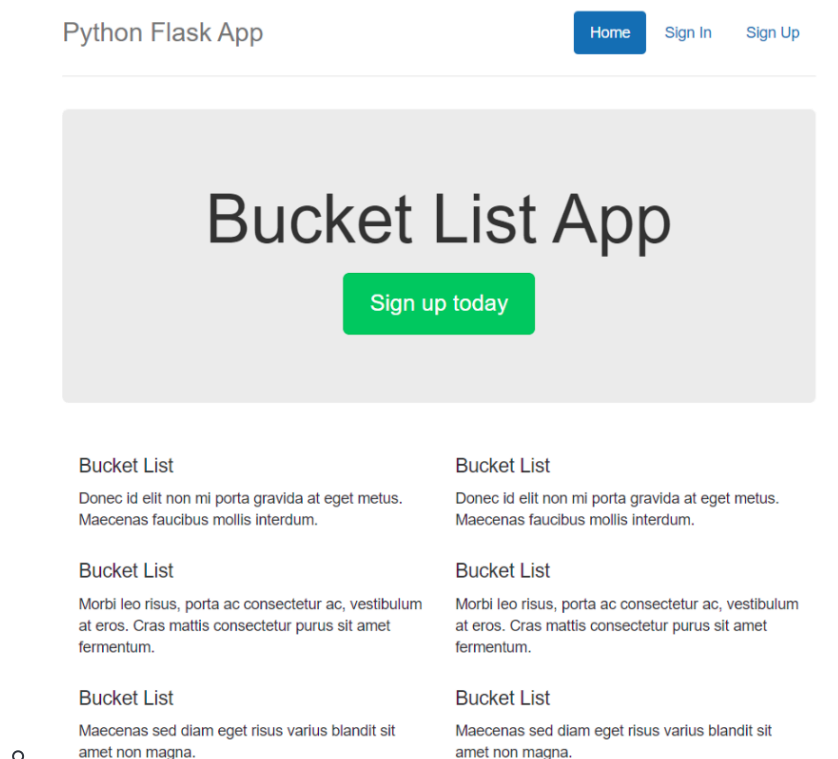 Python Flask App
Home
Sign In
Sign Up
Bucket List App
Sign up today
Bucket List
Donec id elit non mi porta gravida at eget metus.
Maecenas faucibus mollis interdum.
Bucket List
Morbi leo risus, porta ac consectetur ac, vestibulum
at eros. Cras mattis consectetur purus sit amet
fermentum.
Bucket List
Maecenas sed diam eget risus varius blandit sit
amet non magna.
Bucket List
Donec id elit non mi porta gravida at eget metus.
Maecenas faucibus mollis interdum.
Bucket List
Morbi leo risus, porta ac consectetur ac, vestibulum
at eros. Cras mattis consectetur purus sit amet
fermentum.
Bucket List
Maecenas sed diam eget risus varius blandit sit
amet non magna.